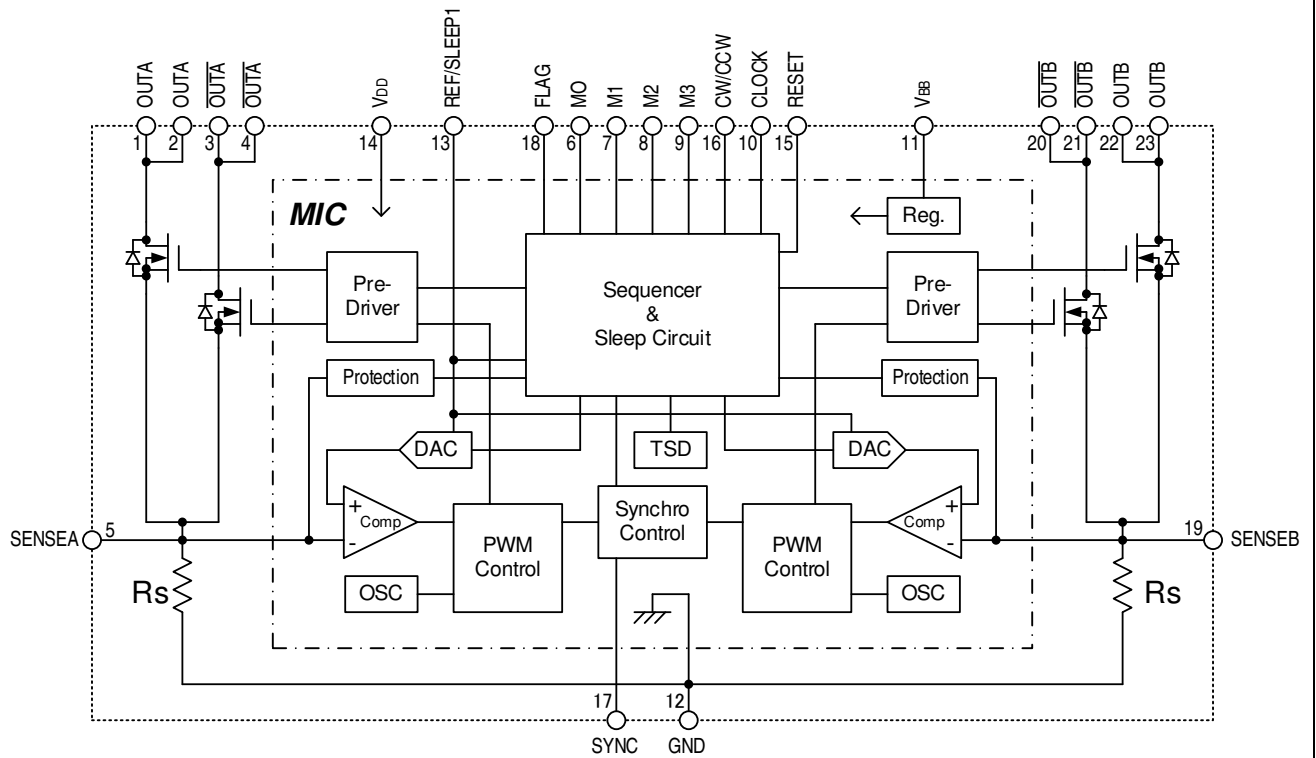 OUTA
OUTA
OUTA
OUTA
VDD
REF/SLEEP1
FLAG
MO
M1
M2
M3
CW/CCW
CLOCK
RESET
VBB
OUTB
OUTB
OUTB
OUTB
1
2
3
4
14
13
18
6
7
8
9
16
10
15
11
20
21
22
23
MIC
Reg.
Pre-
Driver
Sequencer
&
Sleep Circuit
Pre-
Driver
Protection
Protection
DAC
TSD
DAC
+
Comp
-
Synchro
Control
+
Comp
-
SENSEA
5
PWM
Control
PWM
Control
19
SENSEB
Rs
OSC
OSC
Rs
17
12
SYNC
GND